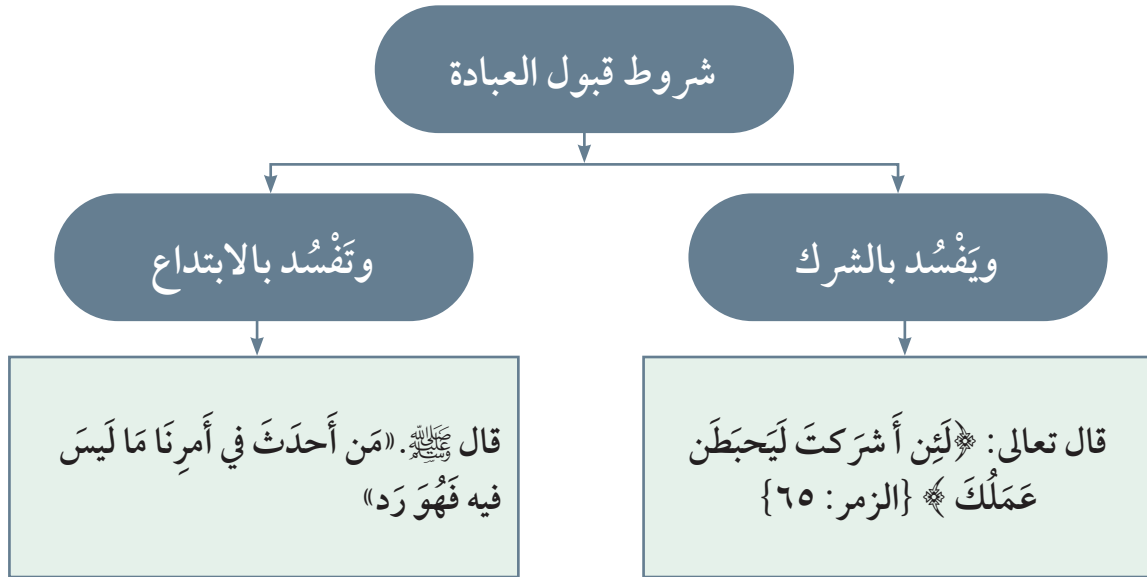 شروط قبول العبادة
ويَفْسُد بالشرك
وتَفْسُد بالابتداع
قال تعالى: ﴿لَئِن أَشرَكتَ لَيَحبَطَن
عَمَلُكَ ﴾ {الزمر: ٦٥}
قال ﷺ. «مَن أَحدَثَ في أَمرِنَا مَا لَيسَ
فيه فَهُوَ رَد»